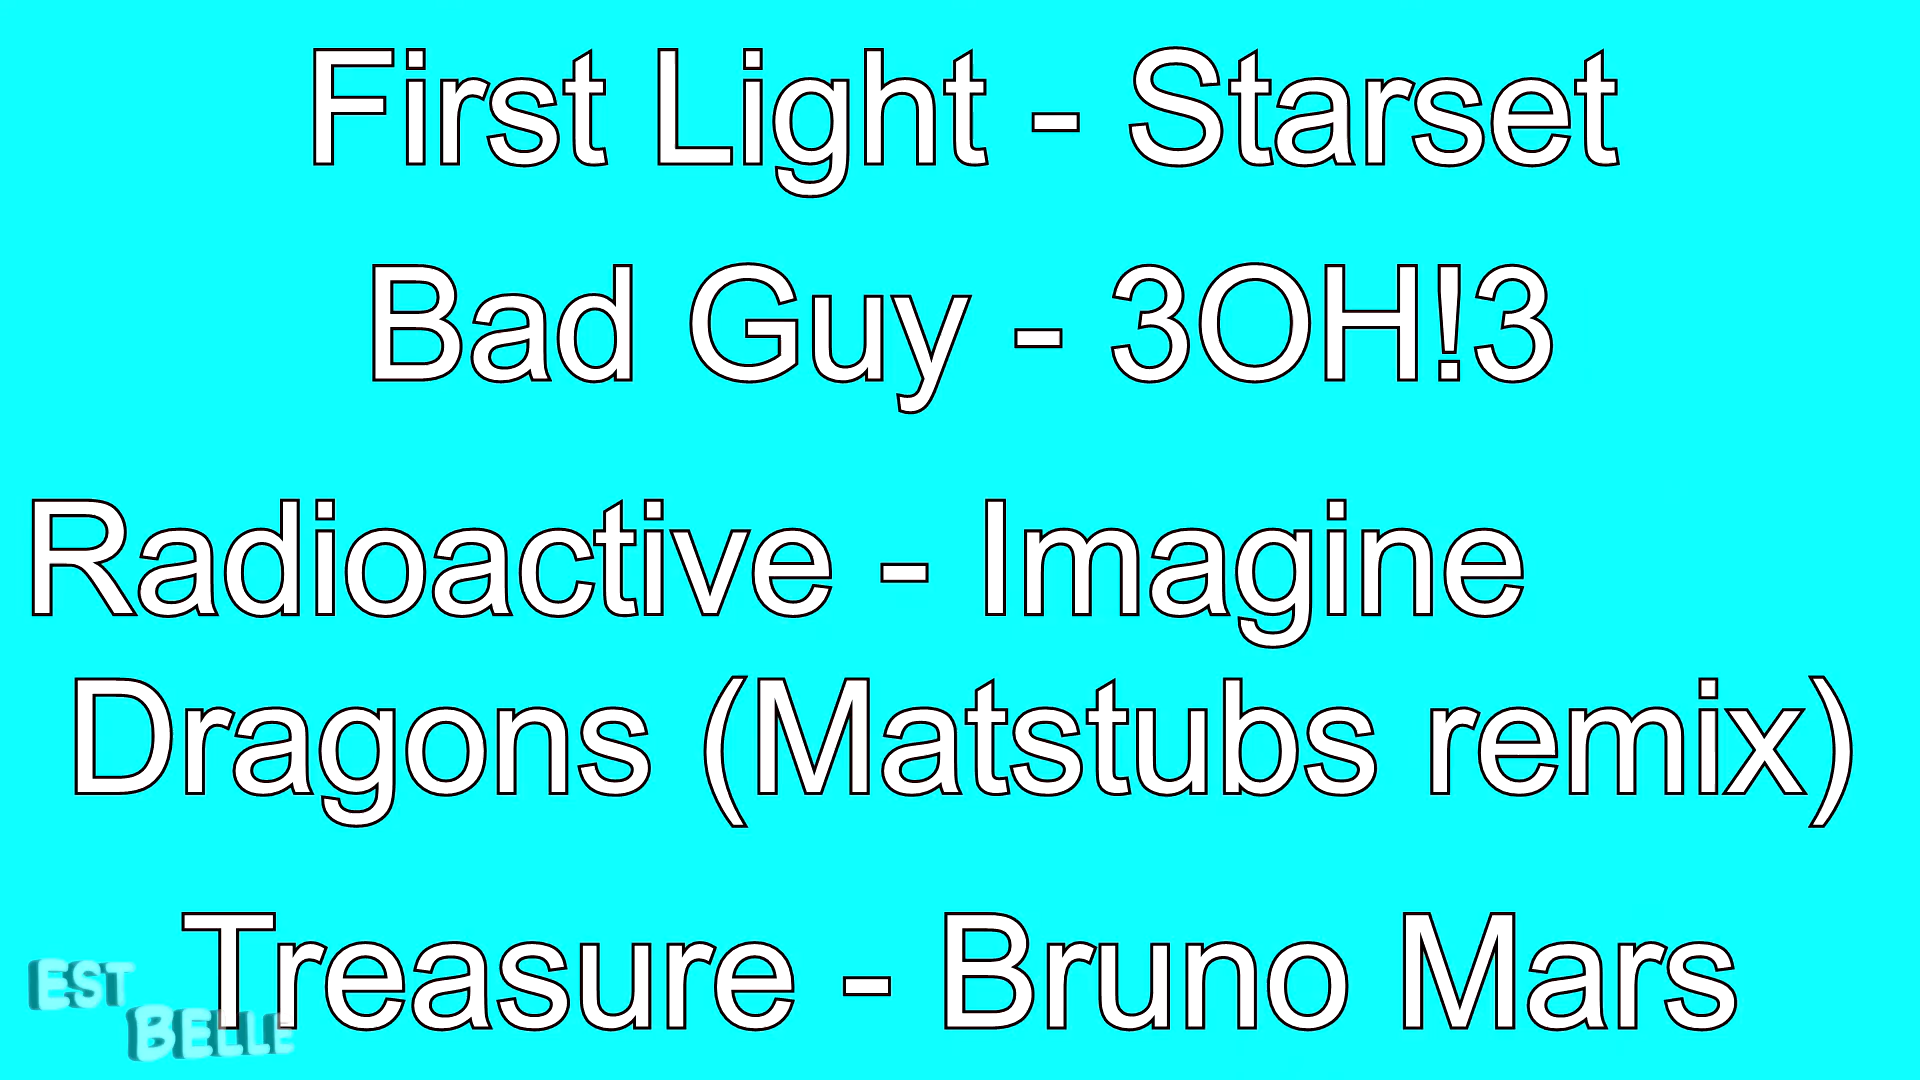 First Light - Starset
Bad Guy - 3OH!3
Radioactive - Imagine
Dragons (Matstubs remix)
Treasure - Bruno Mars
EST
BELLE